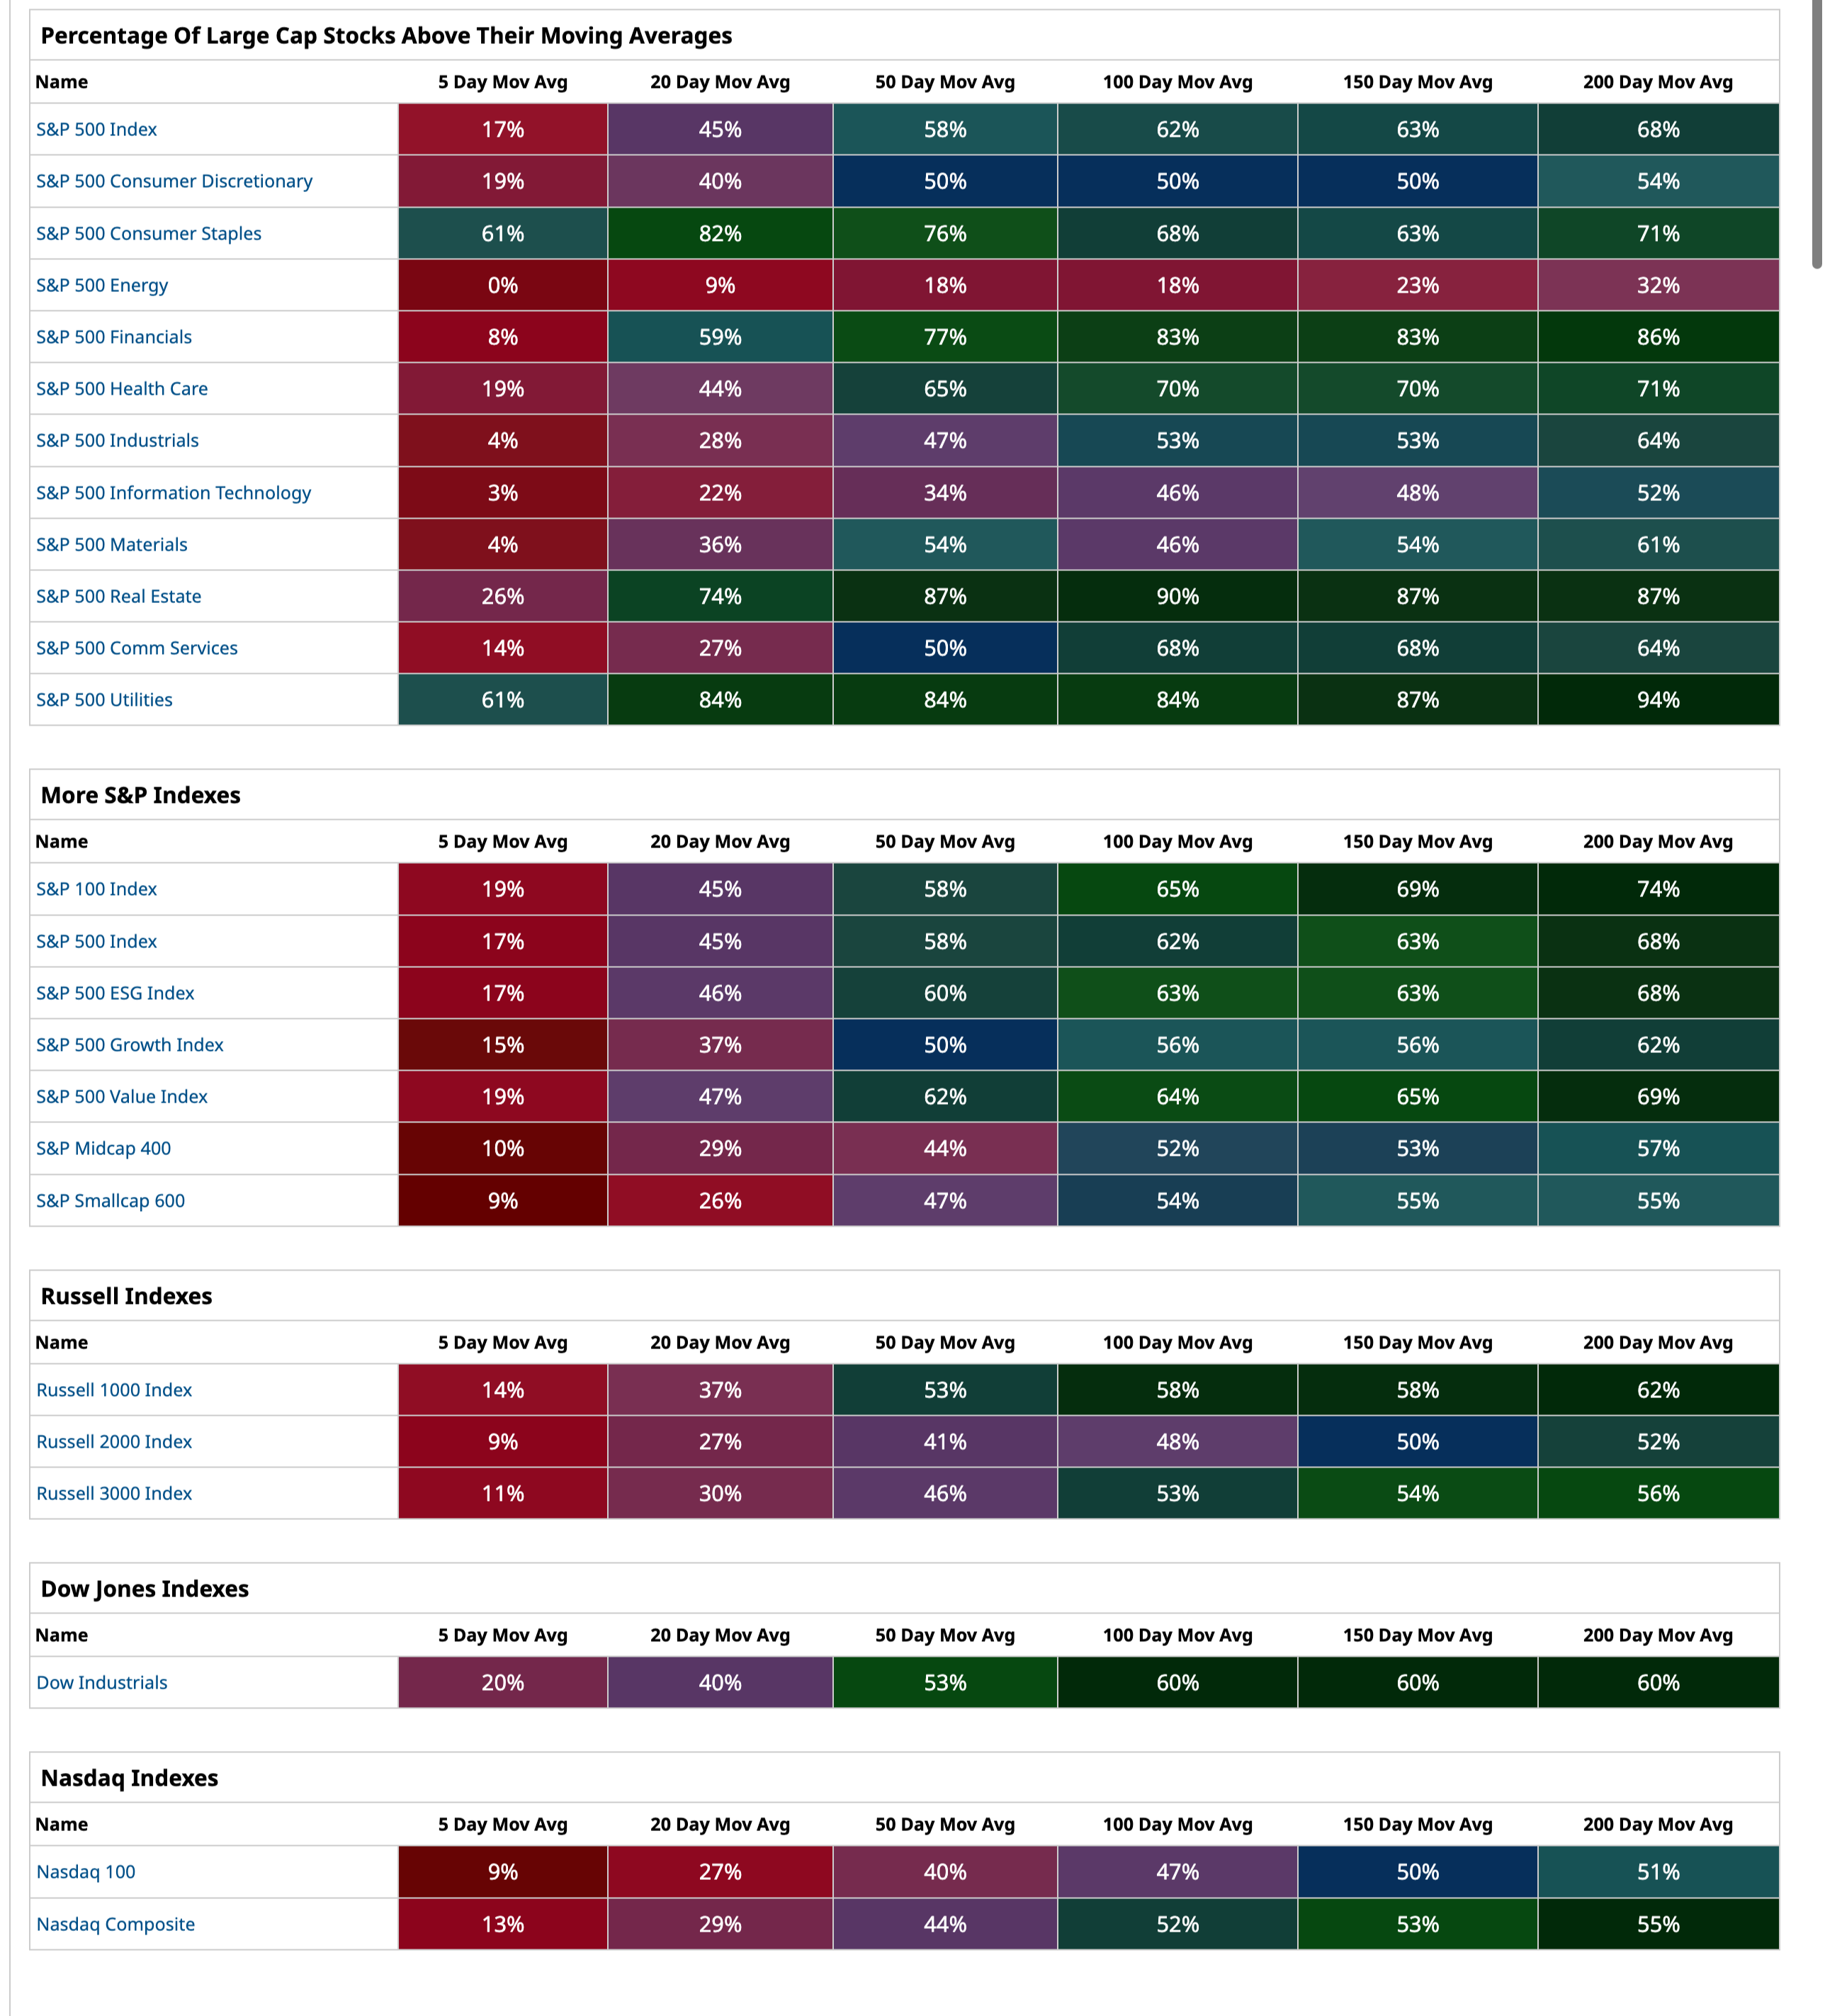 Percentage Of Large Cap Stocks Above Their Moving Averages
Name 5 Day Mov Avg 20 Day Mov Avg 50 Day Mov Avg 100 Day Mov Avg 150 Day Mov Avg 200 Day Mov Avg
S&P 500 Index 17% 45% 58% 62% 63% 68%
S&P 500 Consumer Discretionary 19% 40% 50% 50% 50% 54%
S&P 500 Consumer Staples 61% 82% 76% 68% 63% 71%
S&P 500 Energy 0% 9% 18% 18% 23% 32%
S&P 500 Financials 8% 59% 77% 83% 83% 86%
S&P 500 Health Care 19% 44% 65% 70% 70% 71%
S&P 500 Industrials 4% 28% 47% 53% 53% 64%
S&P 500 Information Technology 3% 22% 34% 46% 48% 52%
S&P 500 Materials 4% 36% 54% 46% 54% 61%
S&P 500 Real Estate 26% 74% 87% 90% 87% 87%
S&P 500 Comm Services 14% 27% 50% 68% 68% 64%
S&P 500 Utilities 61% 84% 84% 84% 87% 94%
More S&P Indexes
Name 5 Day Mov Avg 20 Day Mov Avg 50 Day Mov Avg 100 Day Mov Avg 150 Day Mov Avg 200 Day Mov Avg
S&P 100 Index 19% 45% 58% 65% 69% 74%
S&P 500 Index 17% 45% 58% 62% 63% 68%
S&P 500 ESG Index 17% 46% 60% 63% 63% 68%
S&P 500 Growth Index 15% 37% 50% 56% 56% 62%
S&P 500 Value Index 19% 47% 62% 64% 65% 69%
S&P Midcap 400 10% 29% 44% 52% 53% 57%
S&P Smallcap 600 9% 26% 47% 54% 55% 55%
Russell Indexes
Name 5 Day Mov Avg 20 Day Mov Avg 50 Day Mov Avg 100 Day Mov Avg 150 Day Mov Avg 200 Day Mov Avg
Russell 1000 Index 14% 37% 53% 58% 58% 62%
Russell 2000 Index 9% 27% 41% 48% 50% 52%
Russell 3000 Index 11% 30% 46% 53% 54% 56%
Dow Jones Indexes
Name 5 Day Mov Avg 20 Day Mov Avg 50 Day Mov Avg 100 Day Mov Avg 150 Day Mov Avg 200 Day Mov Avg
Dow Industrials 20% 40% 53% 60% 60% 60%
Nasdaq Indexes
Name 5 Day Mov Avg 20 Day Mov Avg 50 Day Mov Avg 100 Day Mov Avg 150 Day Mov Avg 200 Day Mov Avg
Nasdaq 100 9% 27% 40% 47% 50% 51%
Nasdaq Composite 13% 29% 44% 52% 53% 55%